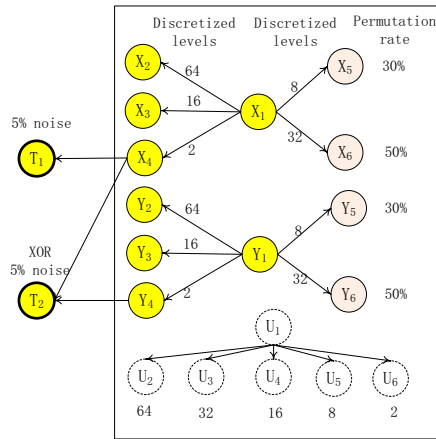 Discretized levels
Discretized levels
Permutation rate
X2
64
8
X5
30%
X3
16
X1
5% noise
32
T1
X4
2
X6
50%
Y2
64
8
Y5
30%
XOR
5% noise
Y3
16
Y1
32
T2
Y4
2
Y6
50%
U1
U2 U3 U4 U5 U6
64 32 16 8 2